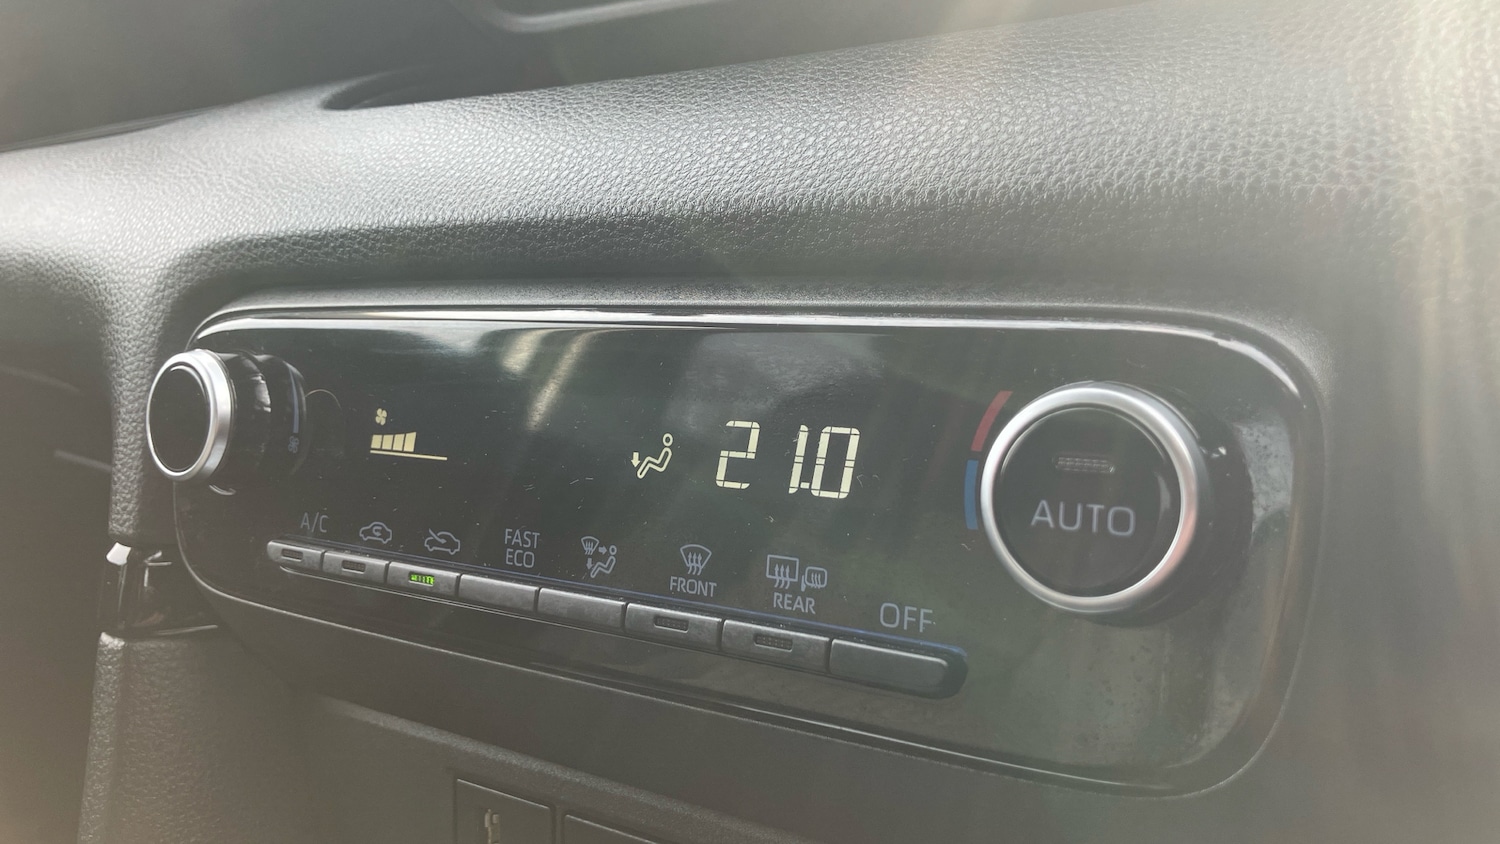 21.0
AUTO
A/C
FAST
ECO
FRONT
REAR
OFF